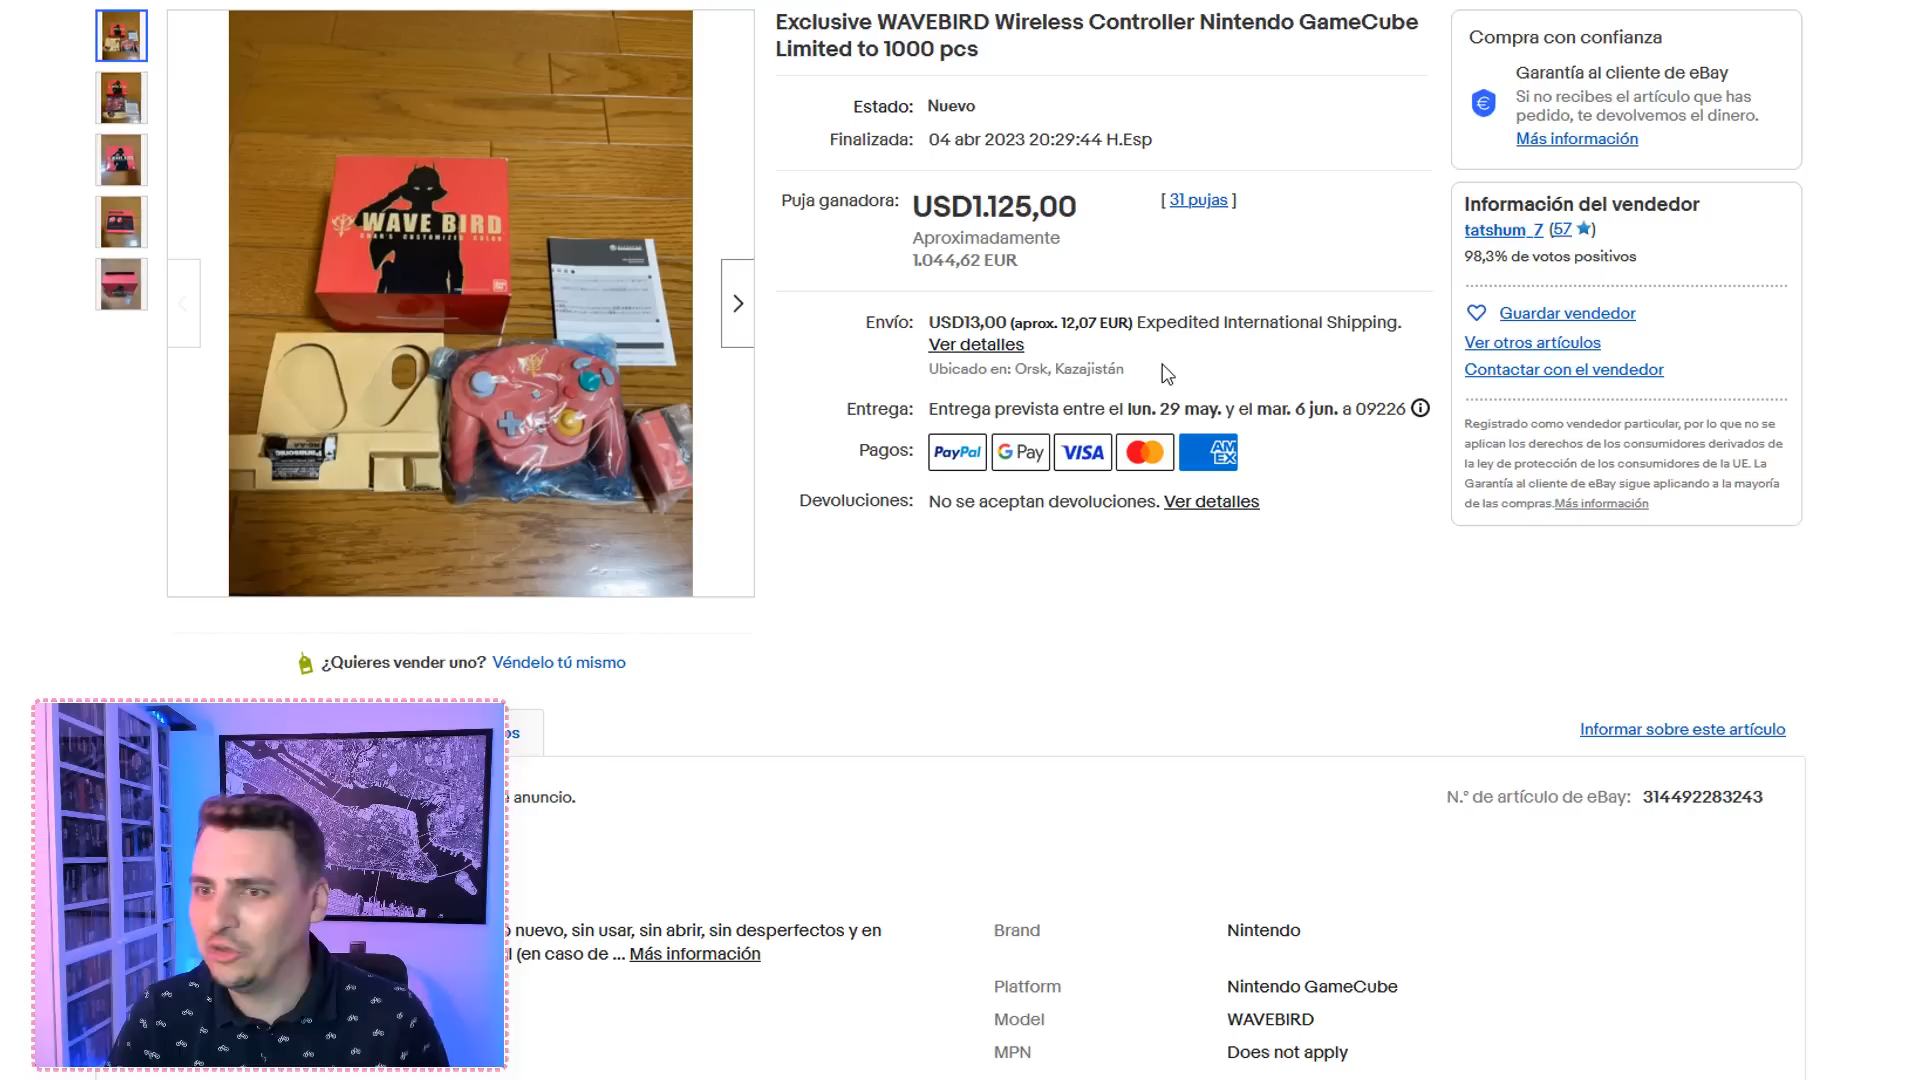 Exclusive WAVEBIRD Wireless Controller Nintendo GameCube
Limited to 1000 pcs
Estado: Nuevo
Finalizada: 04 abr 2023 20:29:44 H.Esp
Puja ganadora: USD1.125,00 [ 31 pujas ]
Aproximadamente
1.044,62 EUR
Envío: USD13,00 (aprox. 12,07 EUR) Expedited International Shipping.
Ver detalles
Ubicado en: Orsk, Kazajistán
Entrega: Entrega prevista entre el lun. 29 may. y el mar. 6 jun. a 09226
Pagos: PayPal G Pay VISA AM EX
Devoluciones: No se aceptan devoluciones. Ver detalles
Compra con confianza
Garantía al cliente de eBay
Si no recibes el artículo que has
pedido, te devolvemos el dinero.
Más información
Información del vendedor
tatshum_7 (57 ★)
98,3% de votos positivos
Guardar vendedor
Ver otros artículos
Contactar con el vendedor
Registrado como vendedor particular, por lo que no se
aplican los derechos de los consumidores derivados de
la ley de protección de los consumidores de la UE. La
Garantía al cliente de eBay sigue aplicando a la mayoría
de las compras.Más información
WAVE BIRD
CHAR'S CUSTOMIZED COLOR
Panasonic
¿Quieres vender uno? Véndelo tú mismo
os
Informar sobre este artículo
anuncio.
N.° de artículo de eBay: 314492283243
nuevo, sin usar, sin abrir, sin desperfectos y en
l (en caso de ... Más información
Brand Nintendo
Platform Nintendo GameCube
Model WAVEBIRD
MPN Does not apply